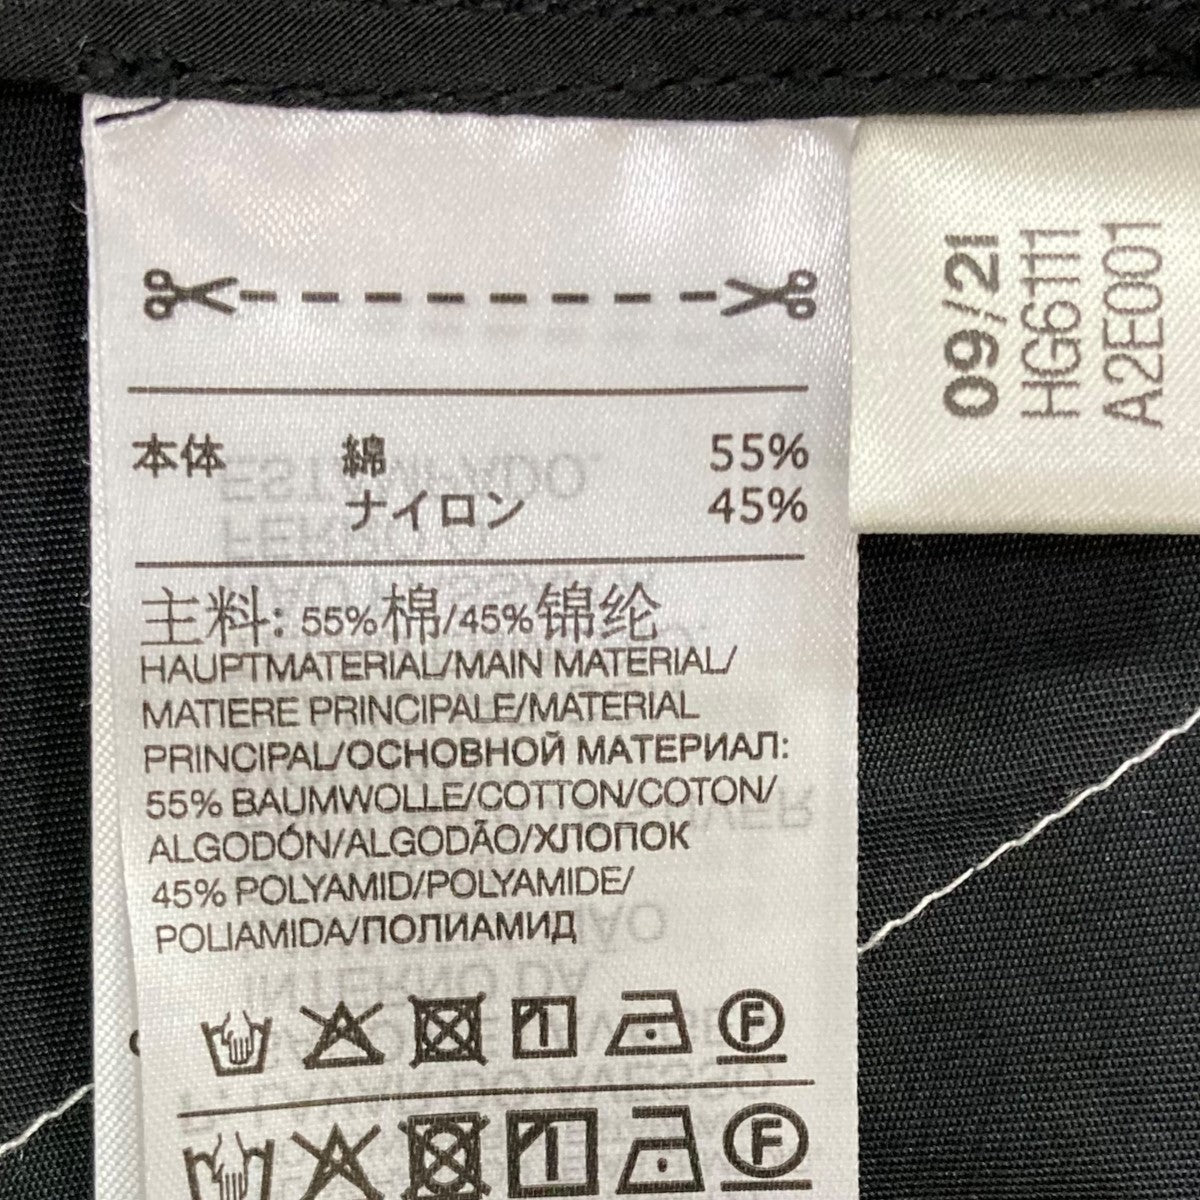 本体 綿 55%
ナイロン 45%
主料: 55%棉/45%锦纶
HAUPTMATERIAL/MAIN MATERIAL/
MATIERE PRINCIPALE/MATERIAL
PRINCIPAL/ОСНОВНОЙ МАТЕРИАЛ:
55% BAUMWOLLE/COTTON/COTON/
ALGODÓN/ALGODÃO/ХЛОПОК
45% POLYAMID/POLYAMIDE/
POLIAMIDA/ПОЛИАМИД
F
F
09/21
HG6111
A2E001